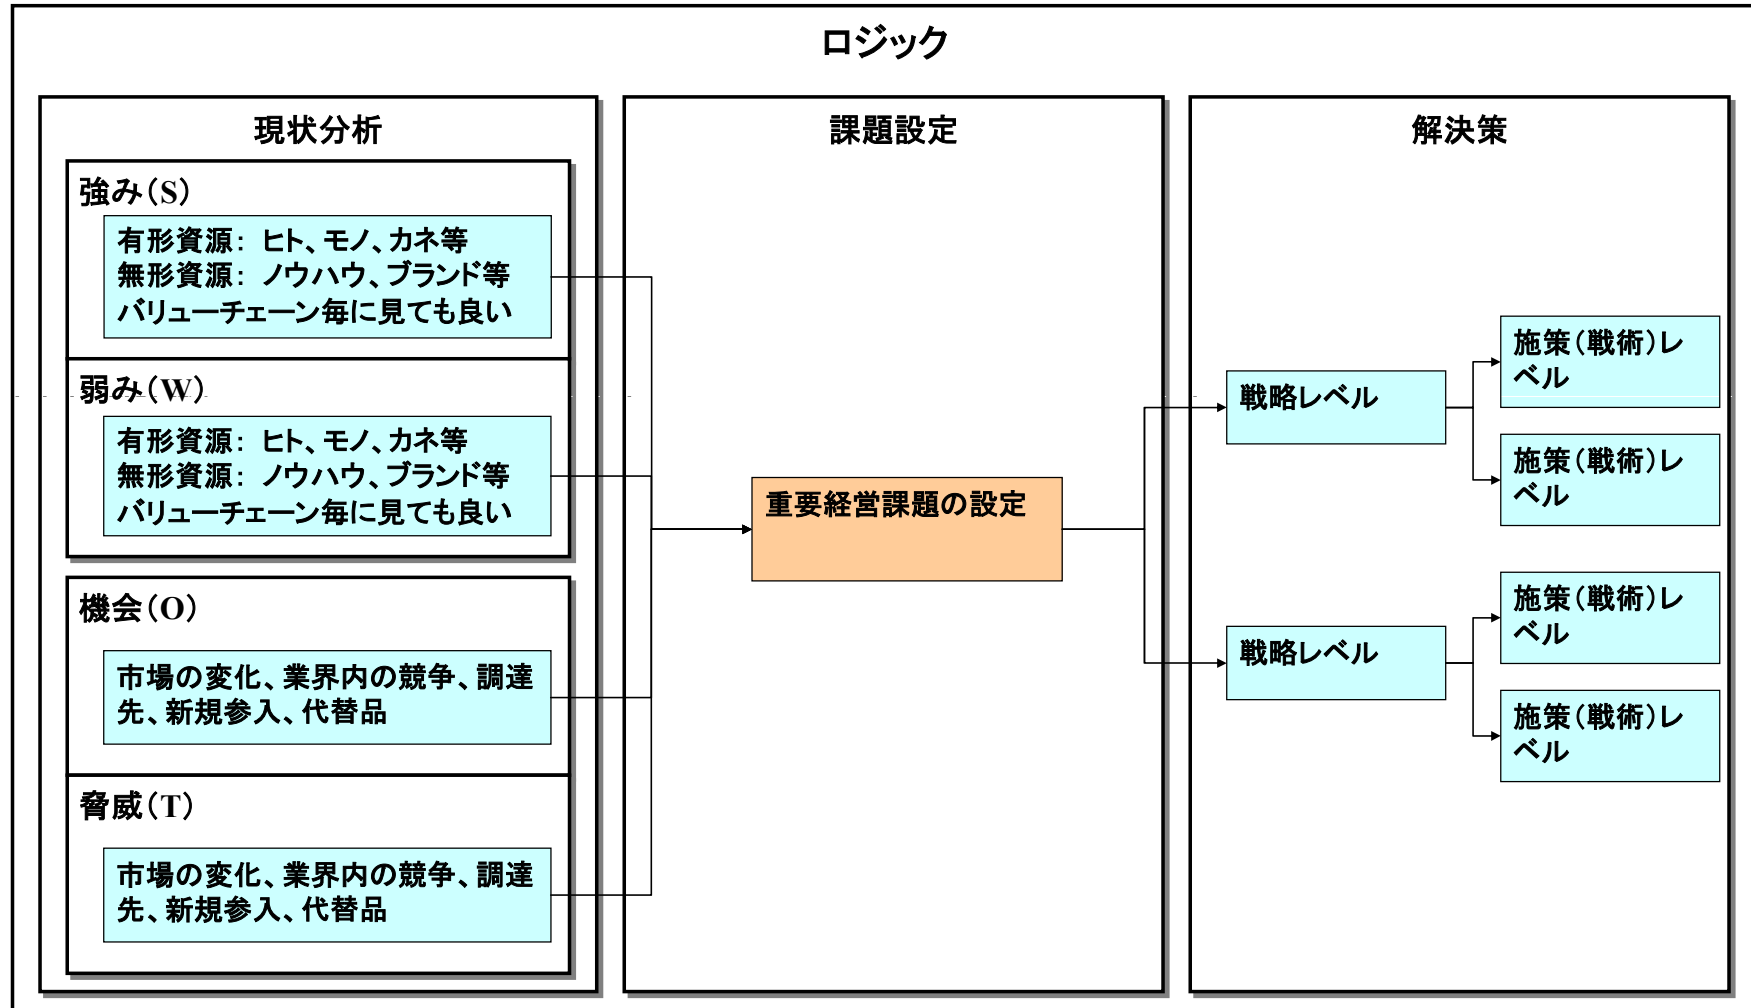 ロジック
現状分析
強み(S)
有形資源： ヒト、モノ、カネ等
無形資源： ノウハウ、ブランド等
バリューチェーン毎に見ても良い
弱み(W)
有形資源： ヒト、モノ、カネ等
無形資源： ノウハウ、ブランド等
バリューチェーン毎に見ても良い
機会(O)
市場の変化、業界内の競争、調達
先、新規参入、代替品
脅威(T)
市場の変化、業界内の競争、調達
先、新規参入、代替品
課題設定
重要経営課題の設定
解決策
戦略レベル
施策(戦術)レ
ベル
施策(戦術)レ
ベル
戦略レベル
施策(戦術)レ
ベル
施策(戦術)レ
ベル